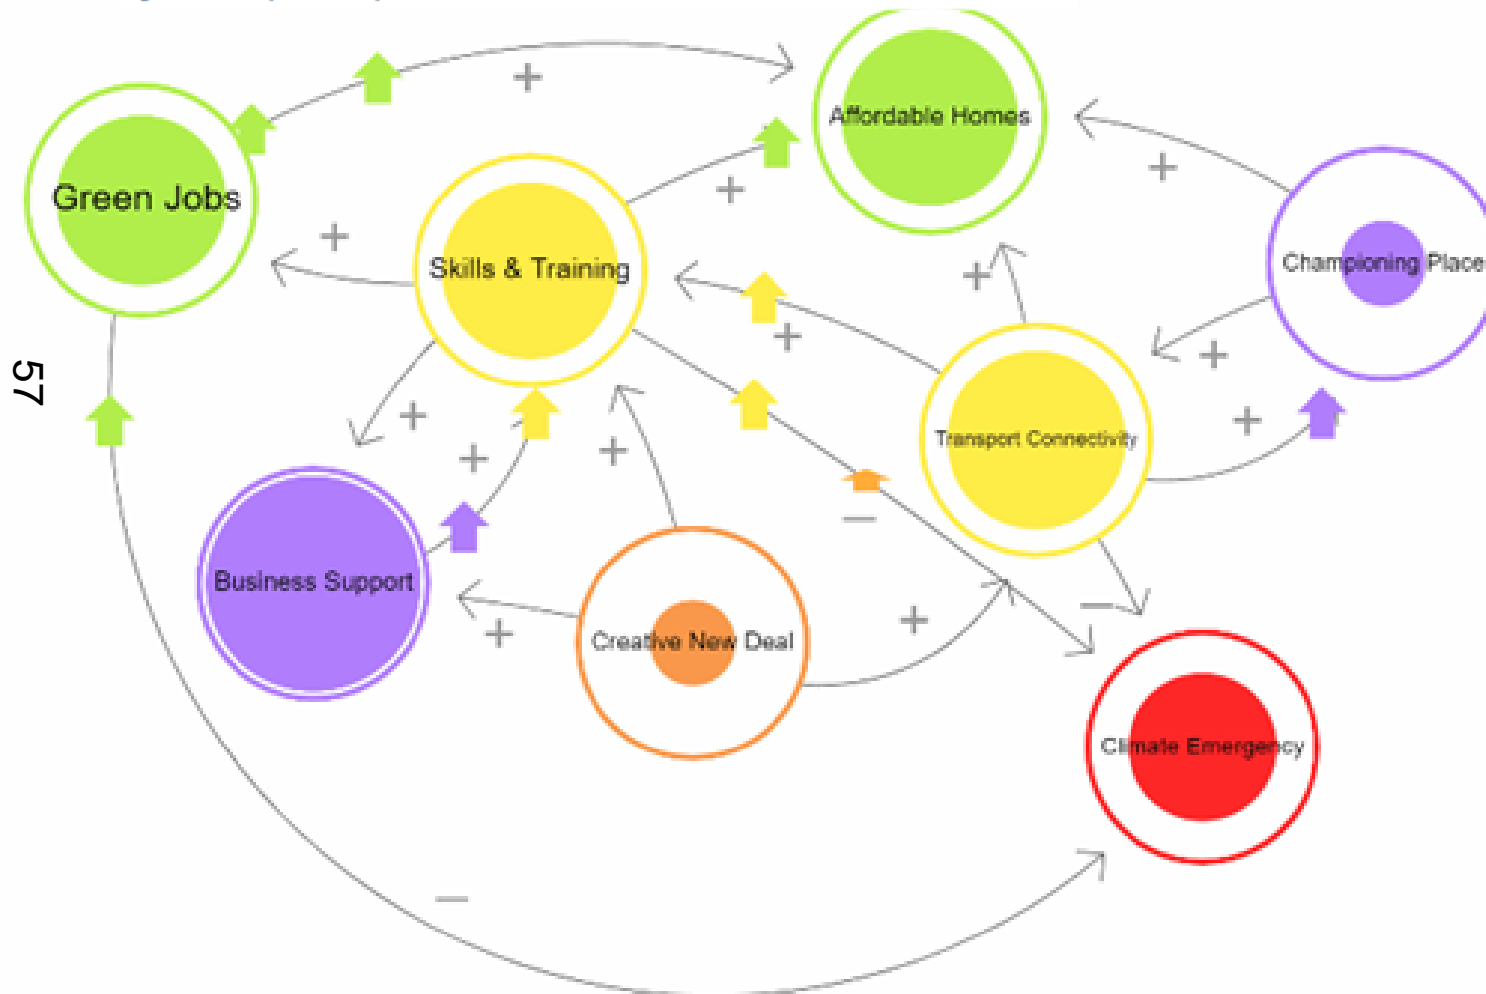 Affordable Homes
Green Jobs
Skills & Training
Championing Place
Transport Connectivity
57
Business Support
Creative New Deal
Climate Emergency
+
+
+
+
+
+
+
+
+
+
+
+
+
–
–
–